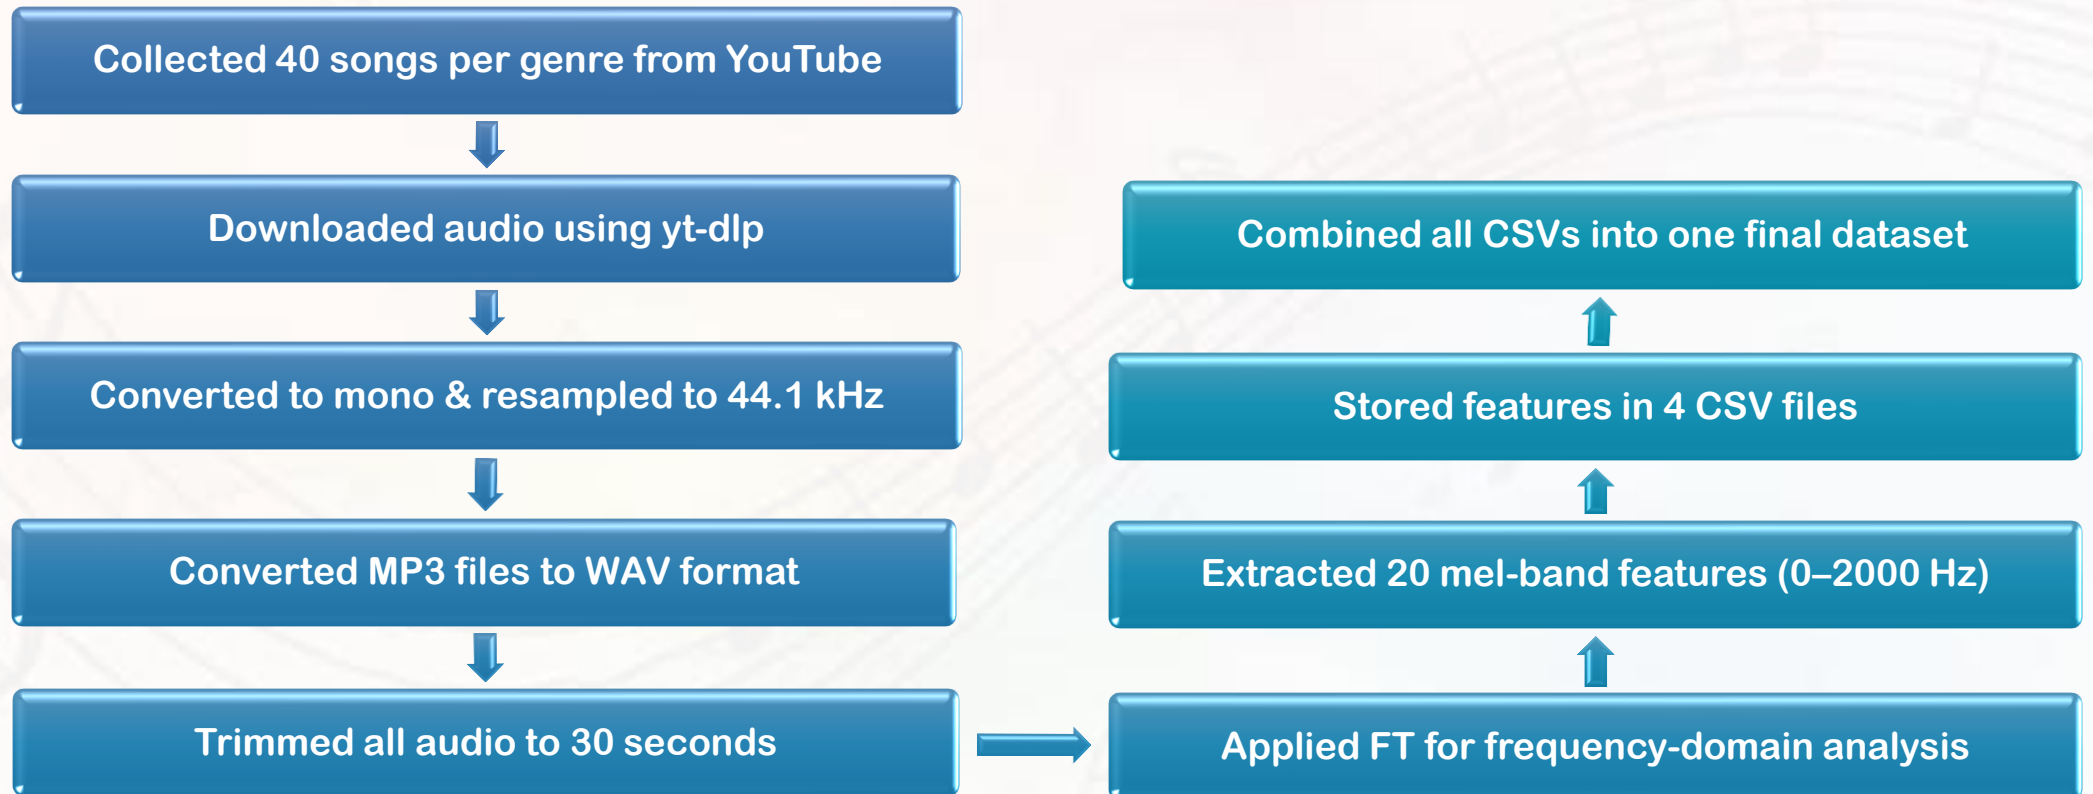 Collected 40 songs per genre from YouTube
Downloaded audio using yt-dlp
Converted to mono & resampled to 44.1 kHz
Converted MP3 files to WAV format
Trimmed all audio to 30 seconds
Applied FT for frequency-domain analysis
Extracted 20 mel-band features (0–2000 Hz)
Stored features in 4 CSV files
Combined all CSVs into one final dataset